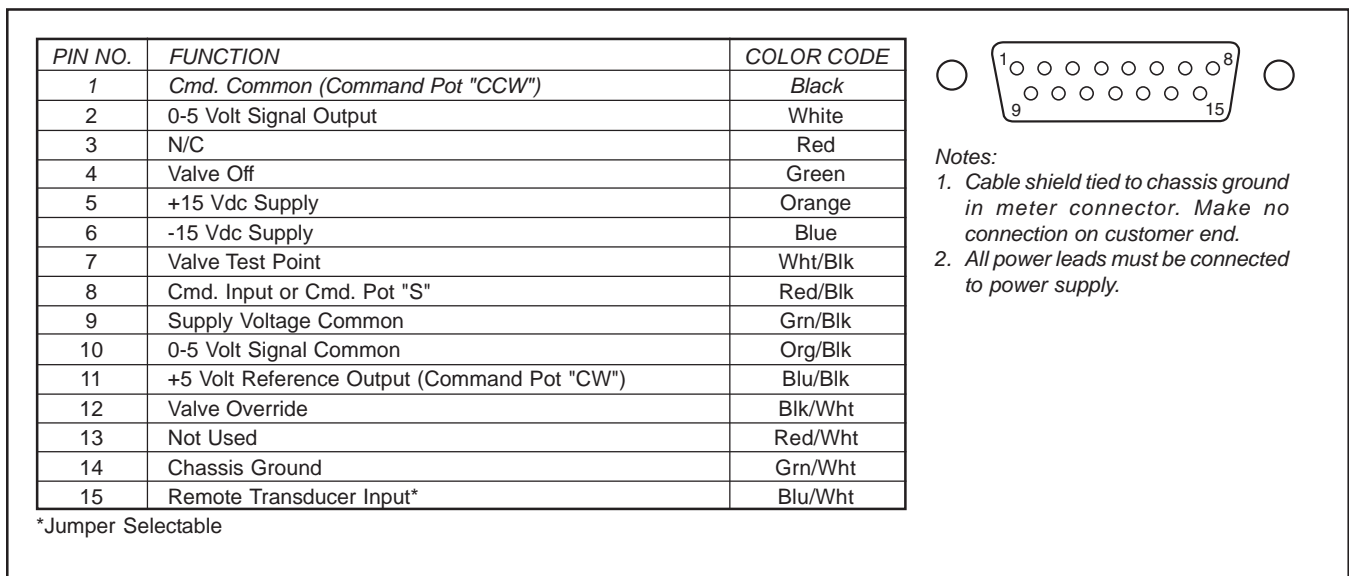 PIN NO. FUNCTION COLOR CODE
1 Cmd. Common (Command Pot "CCW") Black
2 0-5 Volt Signal Output White
3 N/C Red
4 Valve Off Green
5 +15 Vdc Supply Orange
6 -15 Vdc Supply Blue
7 Valve Test Point Wht/Blk
8 Cmd. Input or Cmd. Pot "S" Red/Blk
9 Supply Voltage Common Grn/Blk
10 0-5 Volt Signal Common Org/Blk
11 +5 Volt Reference Output (Command Pot "CW") Blu/Blk
12 Valve Override Blk/Wht
13 Not Used Red/Wht
14 Chassis Ground Grn/Wht
15 Remote Transducer Input* Blu/Wht
*Jumper Selectable
1 8
9 15
Notes:
1. Cable shield tied to chassis ground
in meter connector. Make no
connection on customer end.
2. All power leads must be connected
to power supply.